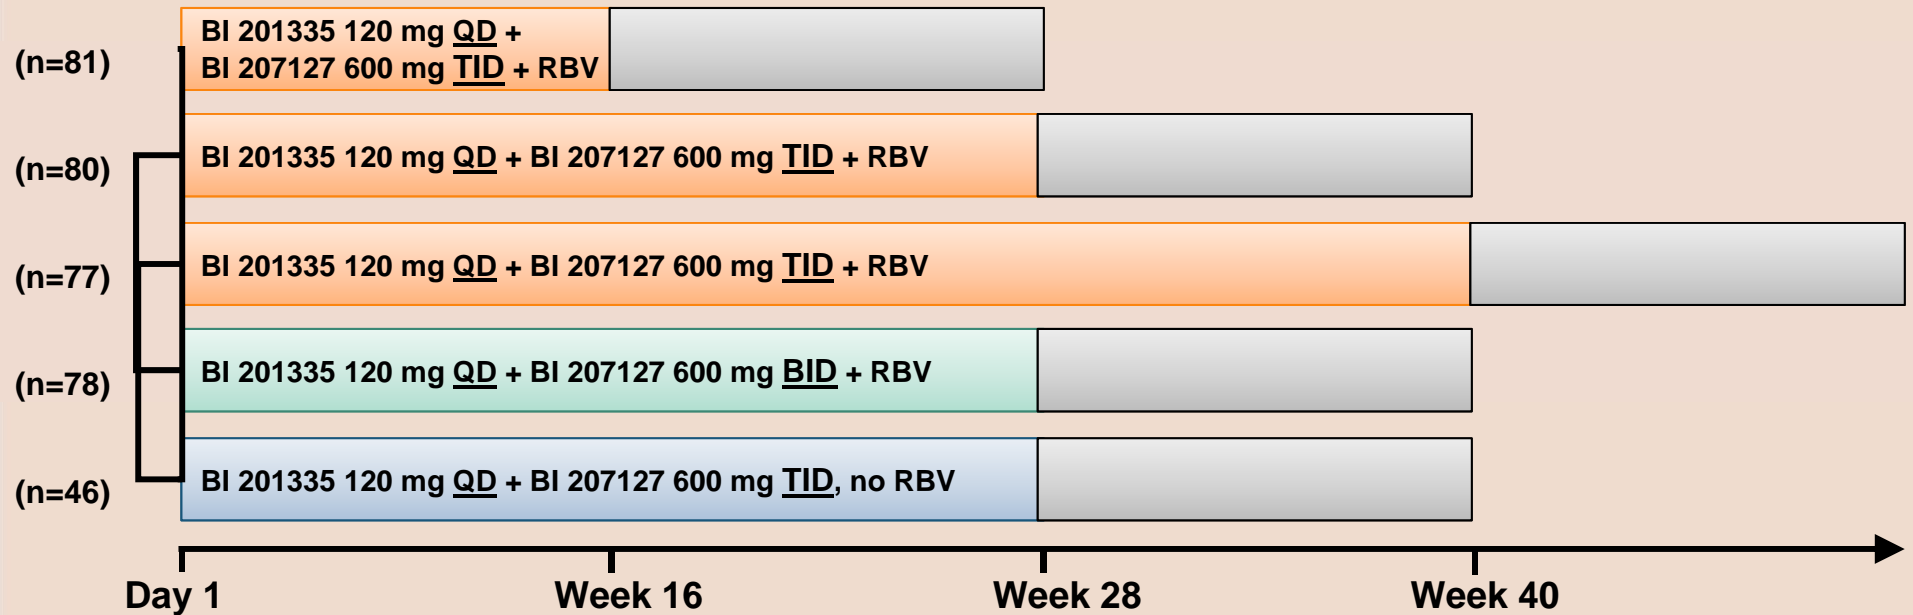 (n=81)
BI 201335 120 mg QD +
BI 207127 600 mg TID + RBV
(n=80)
BI 201335 120 mg QD + BI 207127 600 mg TID + RBV
(n=77)
BI 201335 120 mg QD + BI 207127 600 mg TID + RBV
(n=78)
BI 201335 120 mg QD + BI 207127 600 mg BID + RBV
(n=46)
BI 201335 120 mg QD + BI 207127 600 mg TID, no RBV
Day 1 Week 16 Week 28 Week 40